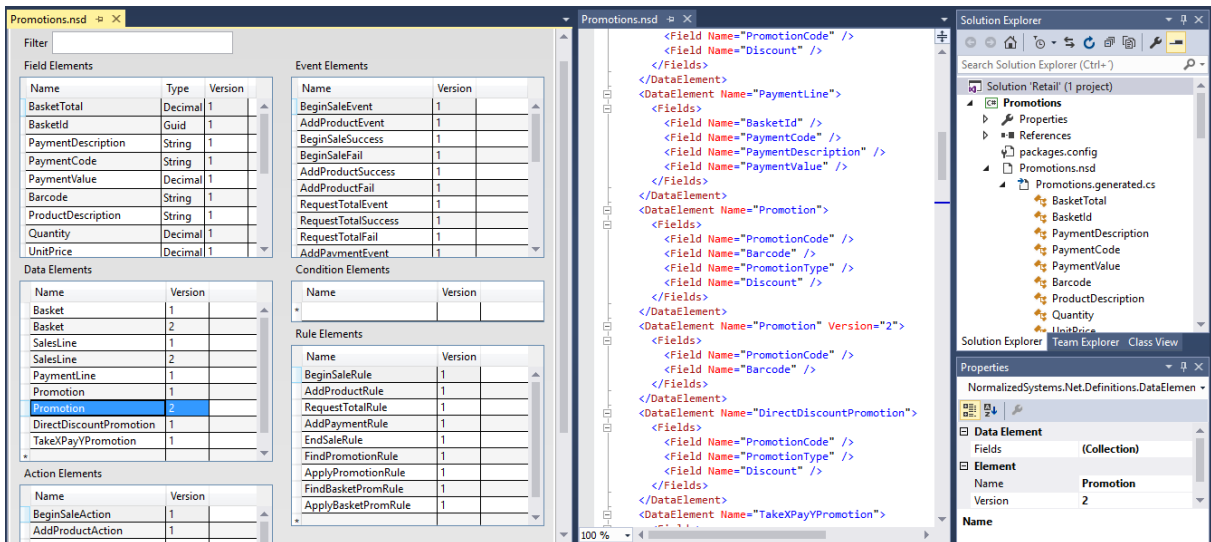 Promotions.nsd
Filter
Field Elements
Name Type Version
BasketTotal Decimal 1
BasketId Guid 1
PaymentDescription String 1
PaymentCode String 1
PaymentValue Decimal 1
Barcode String 1
ProductDescription String 1
Quantity Decimal 1
UnitPrice Decimal 1
Data Elements
Name Version
Basket 1
Basket 2
SalesLine 1
SalesLine 2
PaymentLine 1
Promotion 1
Promotion 2
DirectDiscountPromotion 1
TakeXPayYPromotion 1
*
Action Elements
Name Version
BeginSaleAction 1
AddProductAction 1
Event Elements
Name Version
BeginSaleEvent 1
AddProductEvent 1
BeginSaleSuccess 1
BeginSaleFail 1
AddProductSuccess 1
AddProductFail 1
RequestTotalEvent 1
RequestTotalSuccess 1
RequestTotalFail 1
AddPaymentEvent 1
Condition Elements
Name Version
*
Rule Elements
Name Version
BeginSaleRule 1
AddProductRule 1
RequestTotalRule 1
AddPaymentRule 1
EndSaleRule 1
FindPromotionRule 1
ApplyPromotionRule 1
FindBasketPromRule 1
ApplyBasketPromRule 1
*
Promotions.nsd
<Field Name="PromotionCode" />
<Field Name="Discount" />
</Fields>
</DataElement>
<DataElement Name="PaymentLine">
<Fields>
<Field Name="BasketId" />
<Field Name="PaymentCode" />
<Field Name="PaymentDescription" />
<Field Name="PaymentValue" />
</Fields>
</DataElement>
<DataElement Name="Promotion">
<Fields>
<Field Name="PromotionCode" />
<Field Name="Barcode" />
<Field Name="PromotionType" />
<Field Name="Discount" />
</Fields>
</DataElement>
<DataElement Name="Promotion" Version="2">
<Fields>
<Field Name="PromotionCode" />
<Field Name="Barcode" />
</Fields>
</DataElement>
<DataElement Name="DirectDiscountPromotion">
<Fields>
<Field Name="PromotionCode" />
<Field Name="PromotionType" />
<Field Name="Discount" />
</Fields>
</DataElement>
<DataElement Name="TakeXPayYPromotion">
100 %
Solution Explorer
Search Solution Explorer (Ctrl+¨)
Solution 'Retail' (1 project)
C# Promotions
Properties
References
packages.config
Promotions.nsd
Promotions.generated.cs
BasketTotal
BasketId
PaymentDescription
PaymentCode
PaymentValue
Barcode
ProductDescription
Quantity
UnitPrice
Solution Explorer Team Explorer Class View
Properties
NormalizedSystems.Net.Definitions.DataElemen
Data Element
Fields (Collection)
Element
Name Promotion
Version 2
Name